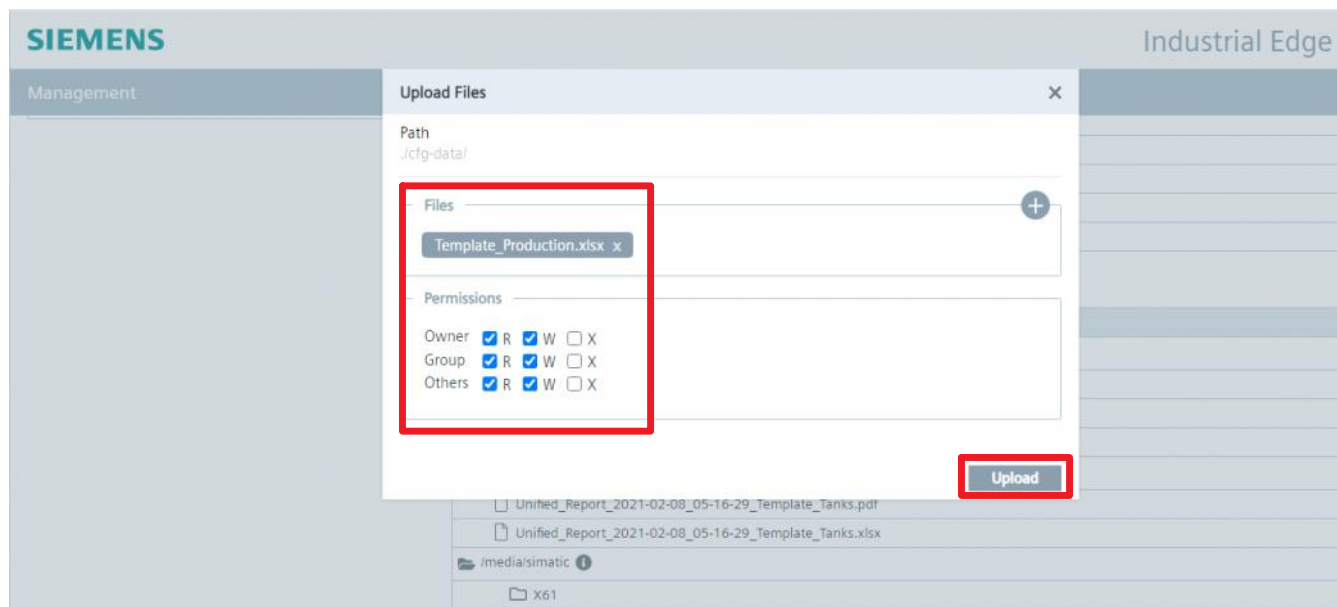 SIEMENS
Industrial Edge
Management
Upload Files
Path
./cfg-data/
Files
Template_Production.xlsx x
Permissions
Owner R W X
Group R W X
Others R W X
Upload
Unified_Report_2021-02-08_05-16-29_Template_Tanks.pdf
Unified_Report_2021-02-08_05-16-29_Template_Tanks.xlsx
/media/simatic
X61